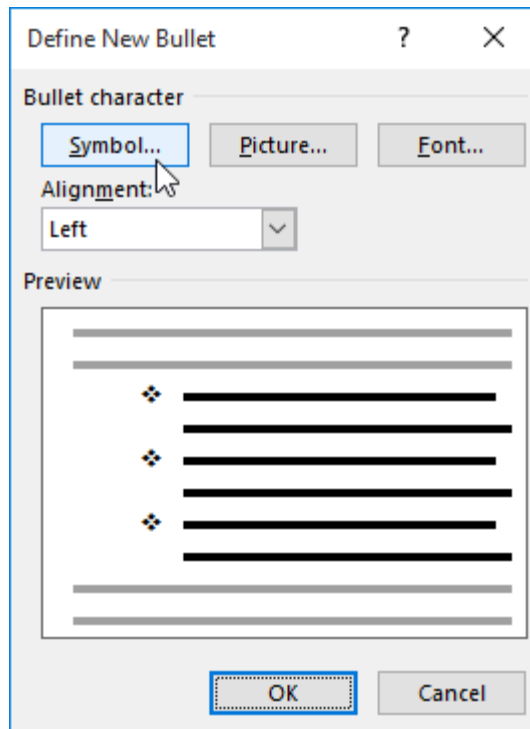 Define New Bullet ?
Bullet character
Symbol... Picture... Font...
Alignment:
Left
Preview
OK Cancel